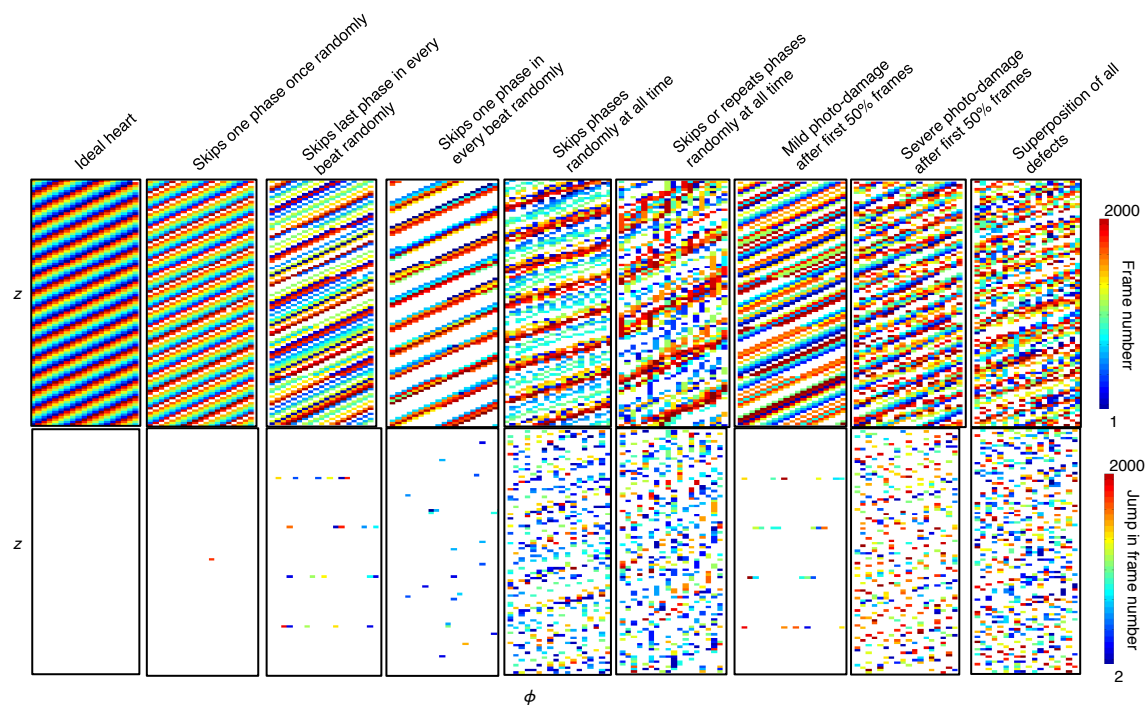 Ideal heart
Skips one phase once randomly
Skips last phase in every
beat randomly
Skips one phase in
every beat randomly
Skips phases
randomly at all time
Skips or repeats phases
randomly at all time
Mild photo-damage
after first 50% frames
Severe photo-damage
after first 50% frames
Superposition of all
defects
z
2000
Frame numberr
1
z
2000
Jump in frame number
2
ϕ